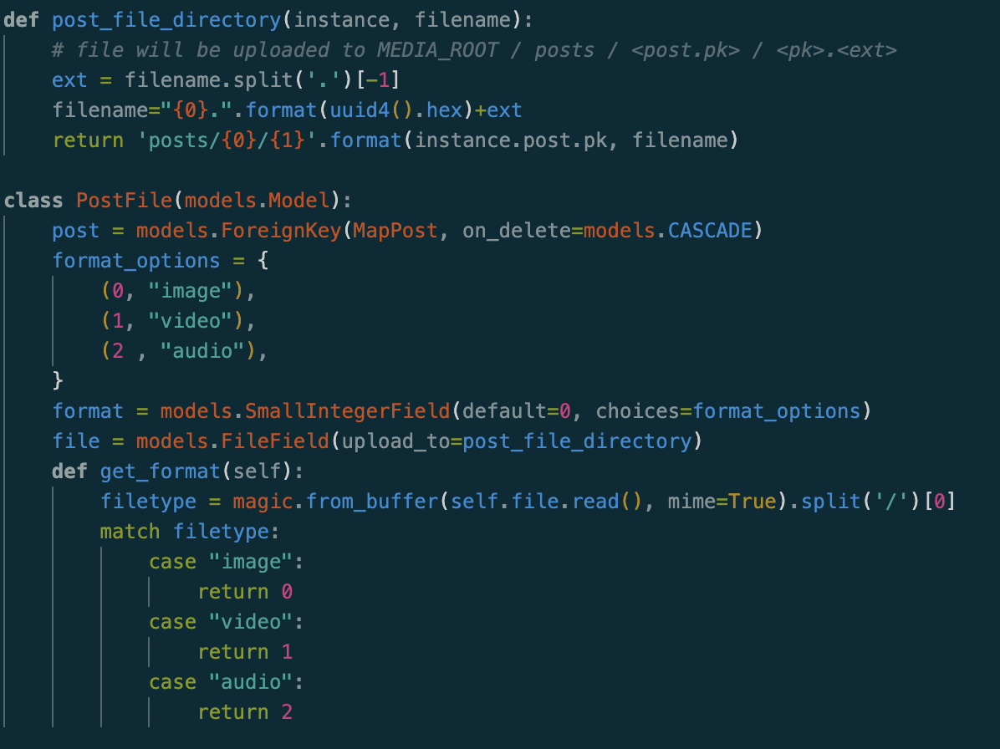 def post_file_directory(instance, filename):
    # file will be uploaded to MEDIA_ROOT / posts / <post.pk> / <pk>.<ext>
    ext = filename.split('.')[-1]
    filename="{0}.".format(uuid4().hex)+ext
    return 'posts/{0}/{1}'.format(instance.post.pk, filename)

class PostFile(models.Model):
    post = models.ForeignKey(MapPost, on_delete=models.CASCADE)
    format_options = {
        (0, "image"),
        (1, "video"),
        (2 , "audio"),
    }
    format = models.SmallIntegerField(default=0, choices=format_options)
    file = models.FileField(upload_to=post_file_directory)
    def get_format(self):
        filetype = magic.from_buffer(self.file.read(), mime=True).split('/')[0]
        match filetype:
            case "image":
                return 0
            case "video":
                return 1
            case "audio":
                return 2